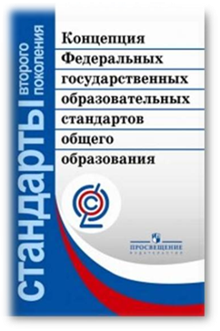 стандарты
второго
поколения
Концепция
Федеральных
государственных
образовательных
стандартов
общего
образования
ПРОСВЕЩЕНИЕ
ИЗДАТЕЛЬСТВО